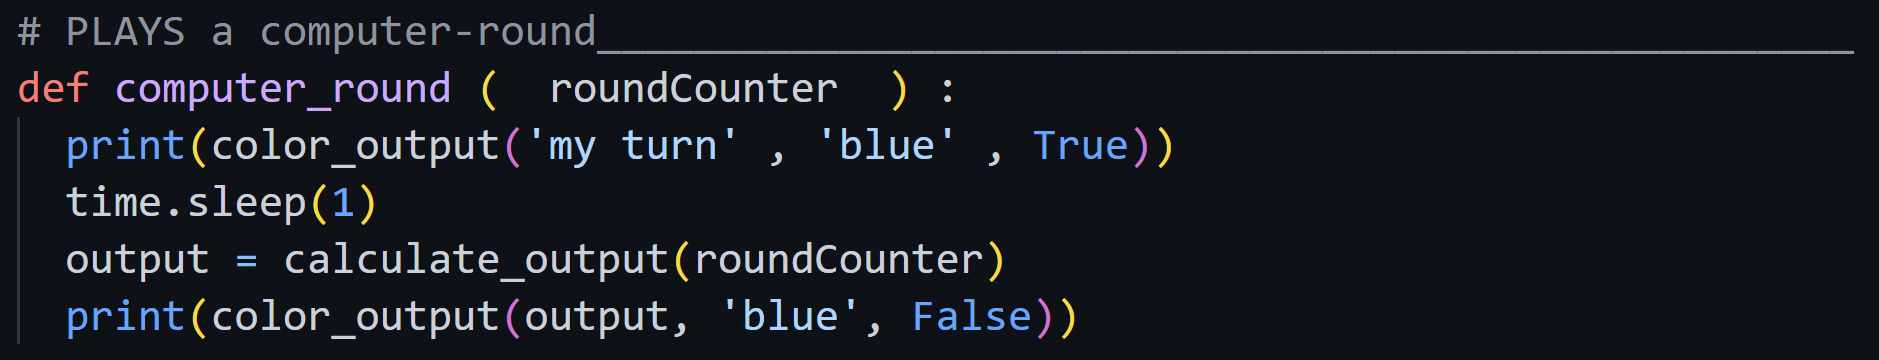 # PLAYS a computer-round____________________________________________________
def computer_round (  roundCounter  ) :
  print(color_output('my turn' , 'blue' , True))
  time.sleep(1)
  output = calculate_output(roundCounter)
  print(color_output(output, 'blue', False))